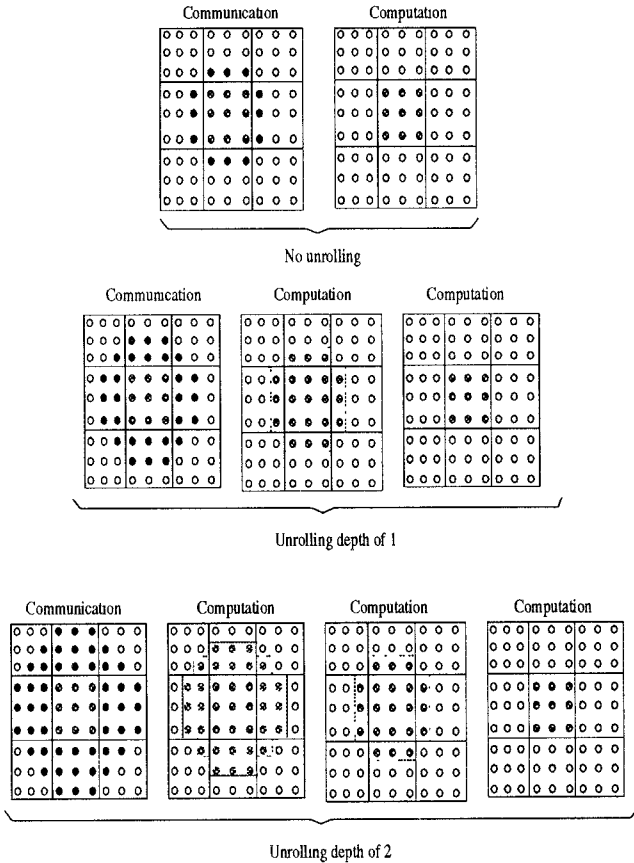 Communication Computation
No unrolling
Communication Computation Computation
Unrolling depth of 1
Communication Computation Computation Computation
Unrolling depth of 2